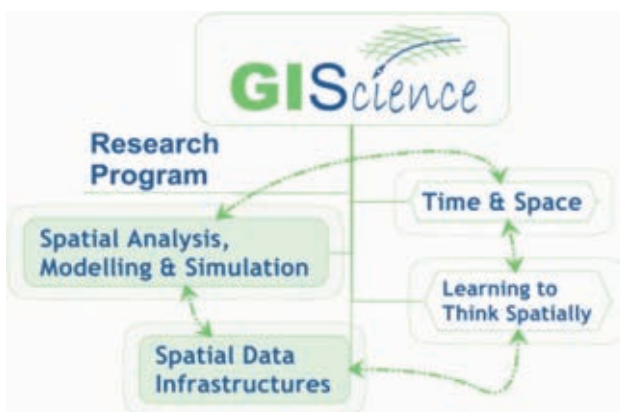 GIScience
Research
Program
Time & Space
Spatial Analysis,
Modelling & Simulation
Learning to
Think Spatially
Spatial Data
Infrastructures